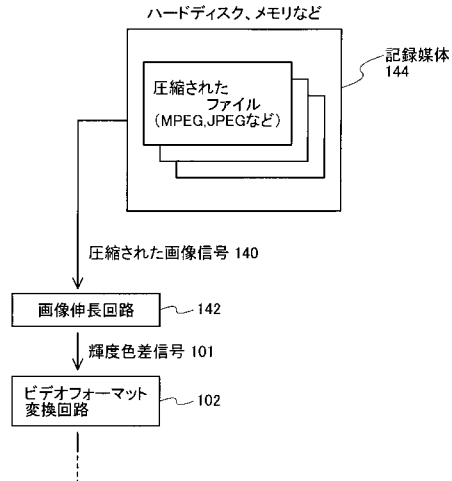 ハードディスク、メモリなど
記録媒体
144
圧縮された
ファイル
(MPEG,JPEGなど)
圧縮された画像信号 140
画像伸長回路
142
輝度色差信号 101
ビデオフォーマット
変換回路
102